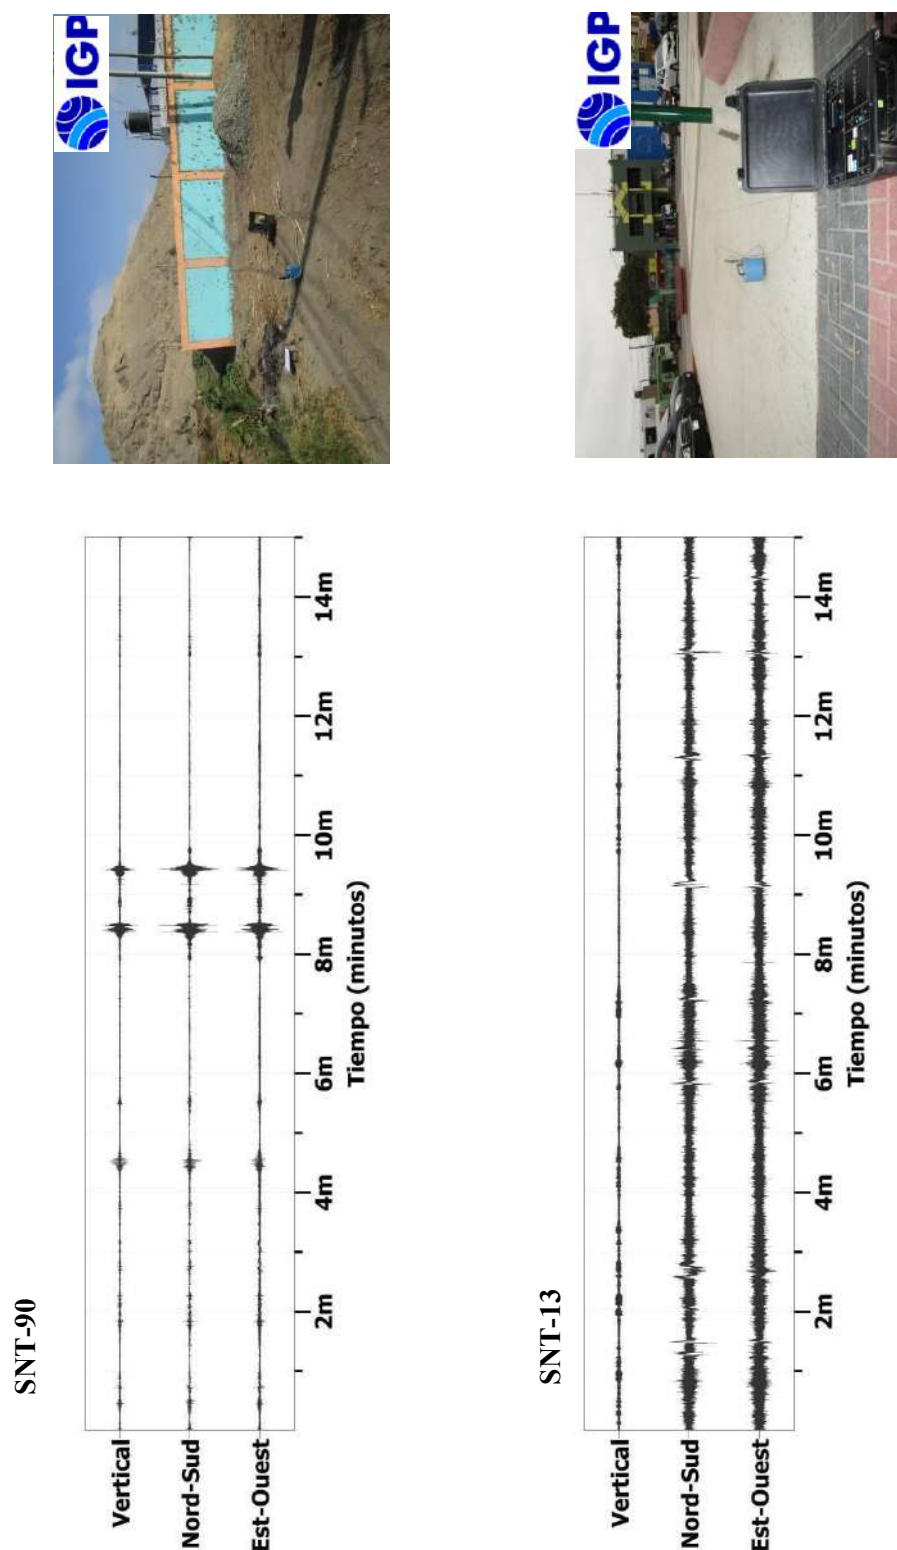 SNT-90
IGP
Vertical
Nord-Sud
Est-Ouest
2m 4m 6m 8m 10m 12m 14m
Tiempo (minutos)
SNT-13
IGP
Vertical
Nord-Sud
Est-Ouest
2m 4m 6m 8m 10m 12m 14m
Tiempo (minutos)